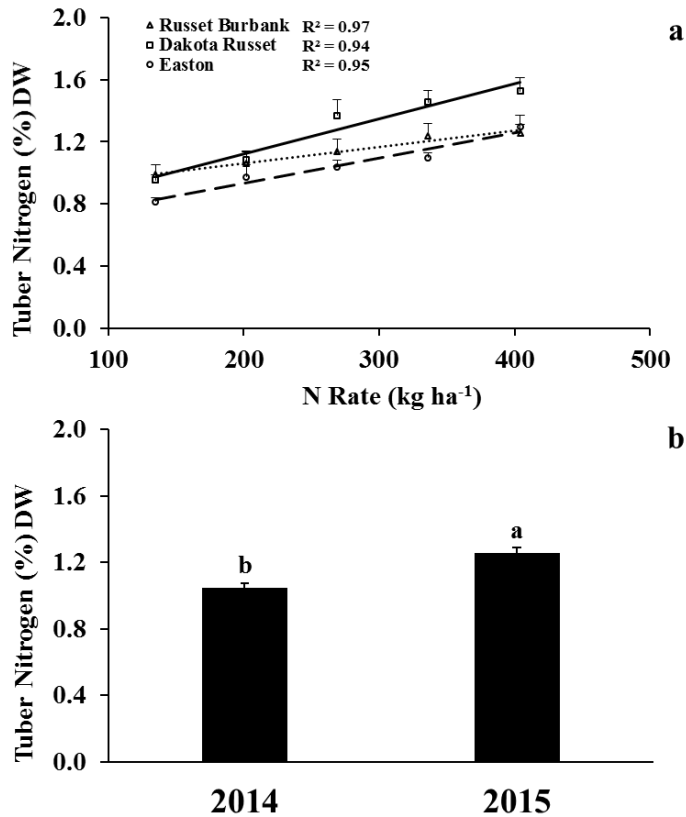 2.0
Russet Burbank R² = 0.97
a
Dakota Russet R² = 0.94
Easton R² = 0.95
1.6
1.2
0.8
0.4
0.0
Tuber Nitrogen (%) DW
100 200 300 400 500
N Rate (kg ha⁻¹)
2.0
b
1.6
1.2
0.8
0.4
0.0
Tuber Nitrogen (%) DW
b
a
2014 2015